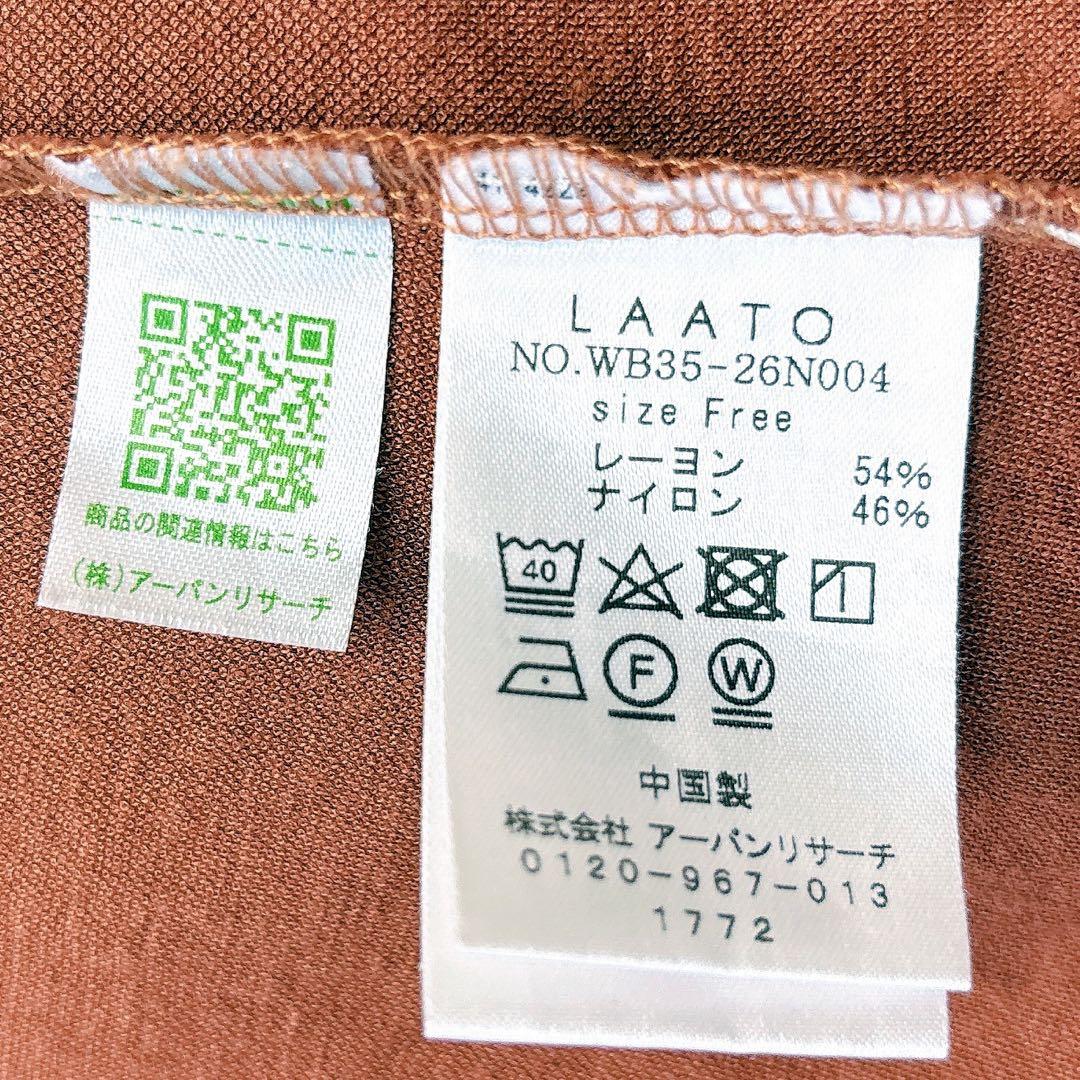 商品の関連情報はこちら
(株)アーバンリサーチ
LAATO
NO.WB35-26N004
size Free
レーヨン 54%
ナイロン 46%
40
F
W
中国製
株式会社 アーバンリサーチ
0120-967-013
1772